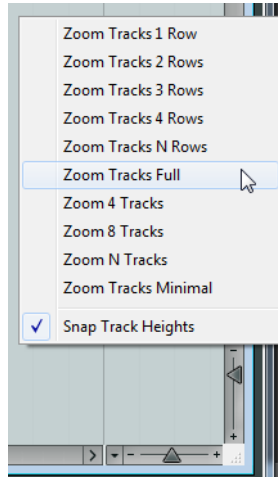 Zoom Tracks 1 Row
Zoom Tracks 2 Rows
Zoom Tracks 3 Rows
Zoom Tracks 4 Rows
Zoom Tracks N Rows
Zoom Tracks Full
Zoom 4 Tracks
Zoom 8 Tracks
Zoom N Tracks
Zoom Tracks Minimal
Snap Track Heights